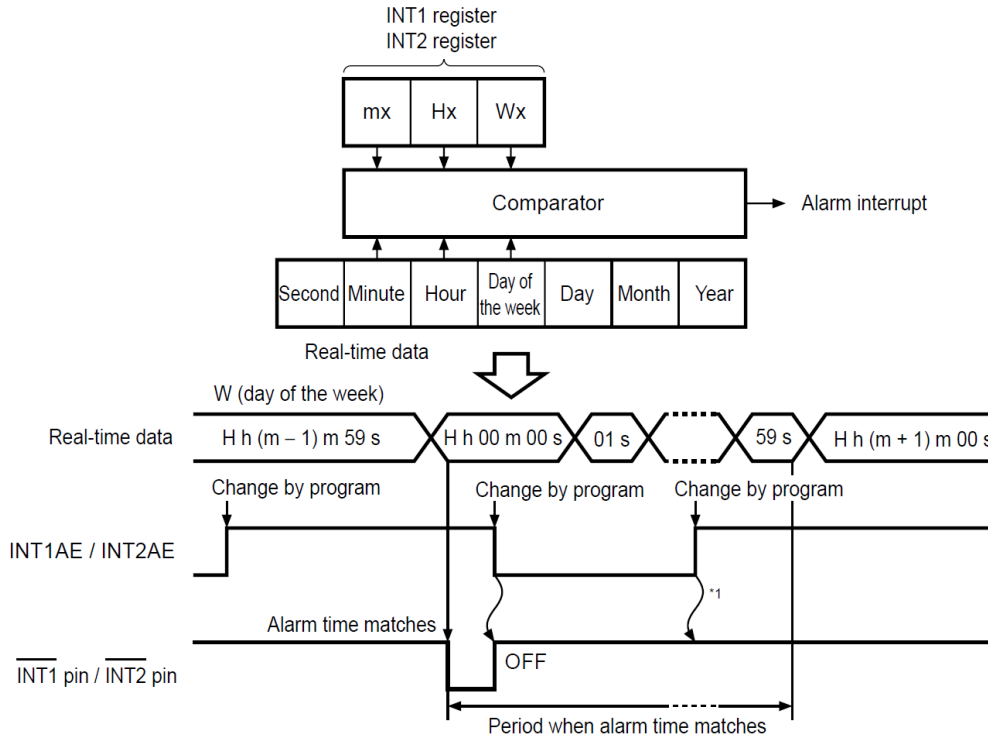 INT1 register
INT2 register
mx Hx Wx
Comparator
Alarm interrupt
Second Minute Hour Day of the week Day Month Year
Real-time data
W (day of the week)
Real-time data
H h (m − 1) m 59 s H h 00 m 00 s 01 s 59 s H h (m + 1) m 00 s
Change by program Change by program Change by program
INT1AE / INT2AE
*1
Alarm time matches
OFF
INT1 pin / INT2 pin
Period when alarm time matches